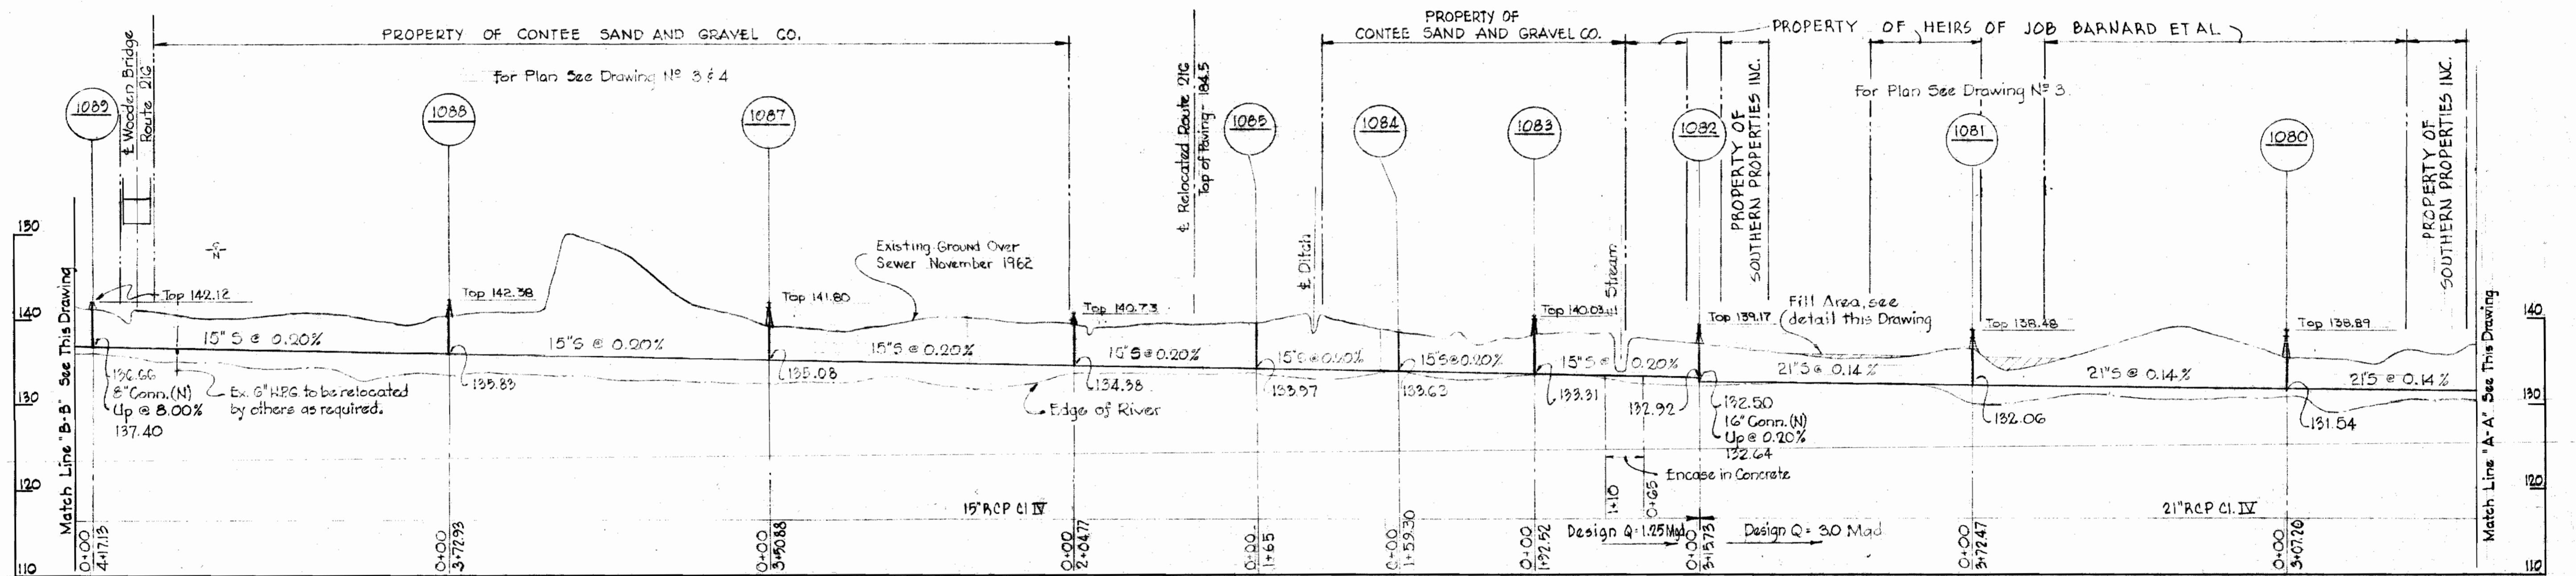 PROPERTY OF CONTEE SAND AND GRAVEL CO.
PROPERTY OF
CONTEE SAND AND GRAVEL CO.
PROPERTY OF HEIRS OF JOB BARNARD ET AL
For Plan See Drawing Nº 3 & 4
For Plan See Drawing Nº 3
℄ Wooden Bridge
Route 216
℄ Relocated Route 216
Top of Paving - 184.5
PROPERTY OF
SOUTHERN PROPERTIES INC.
PROPERTY OF
SOUTHERN PROPERTIES INC.
1089
1088
1087
1085
1084
1083
1082
1081
1080
150
140
130
120
110
Match Line "B-B" See This Drawing
Existing Ground Over
Sewer November 1962
℄ Ditch
Stream
Fill Area, see
detail this Drawing
Top 142.12
Top 142.38
Top 141.80
Top 140.73
Top 140.03
Top 139.17
Top 138.48
Top 138.89
15"S @ 0.20%
15"S @ 0.20%
15"S @ 0.20%
15"S @ 0.20%
15"S @ 0.20%
15"S @ 0.20%
15"S @ 0.20%
21"S @ 0.14%
21"S @ 0.14%
21"S @ 0.14%
136.66
8" Conn. (N)
Up @ 8.00%
137.40
Ex. 6" H.P.G. to be relocated
by others as required.
135.83
135.08
134.38
Edge of River
133.97
133.63
133.31
132.92
132.50
16" Conn. (N)
Up @ 0.20%
132.64
132.06
131.54
Encase in Concrete
1+10
0+65
15" RCP Cl IV
21" RCP Cl. IV
Design Q = 1.25 Mgd.
Design Q = 3.0 Mgd
0+00
4+17.13
0+00
3+72.93
0+00
3+50.88
0+00
2+04.77
0+00
1+65
0+00
1+59.30
0+00
1+92.52
0+00
3+15.73
0+00
3+72.47
0+00
3+07.20
Match Line "A-A" See This Drawing
140
130
120
110